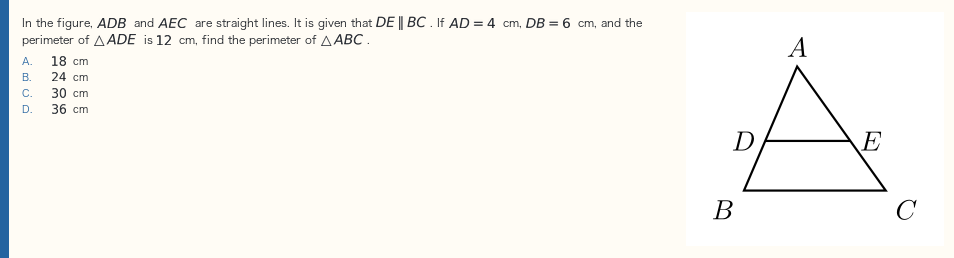 In the figure, ADB and AEC are straight lines. It is given that DE ∥ BC . If AD = 4 cm, DB = 6 cm, and the
perimeter of △ADE is 12 cm, find the perimeter of △ABC .
A. 18 cm
B. 24 cm
C. 30 cm
D. 36 cm
A
D E
B C